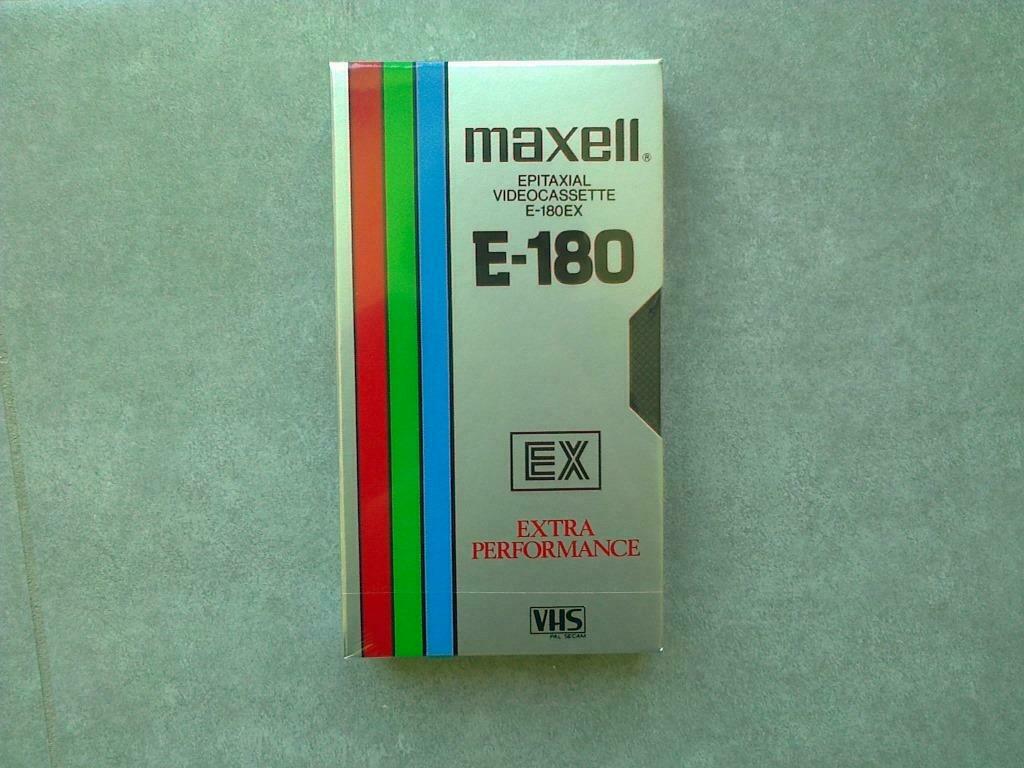 maxell®
EPITAXIAL
VIDEOCASSETTE
E-180EX
E-180
EX
EXTRA
PERFORMANCE
VHS
PAL SECAM